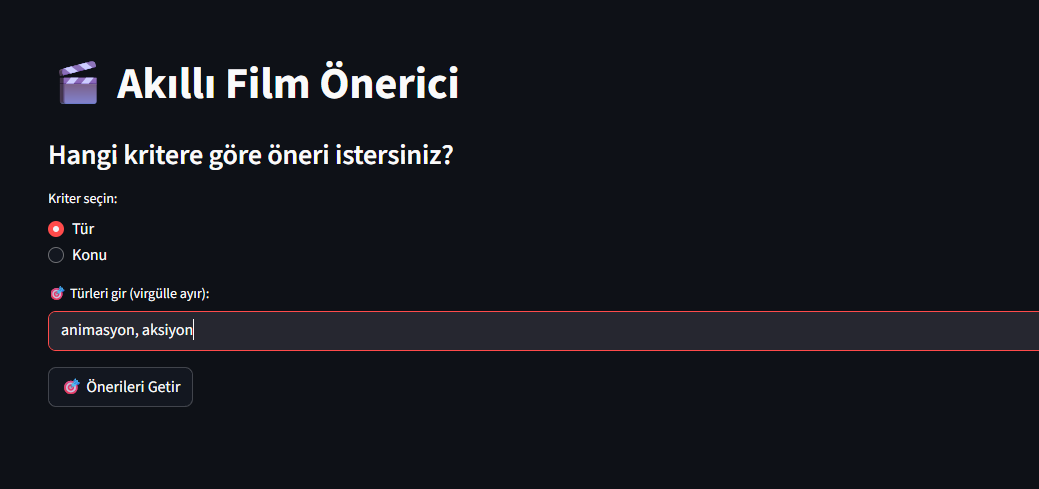 Akıllı Film Önerici
Hangi kritere göre öneri istersiniz?
Kriter seçin:
Tür
Konu
Türleri gir (virgülle ayır):
animasyon, aksiyon
Önerileri Getir